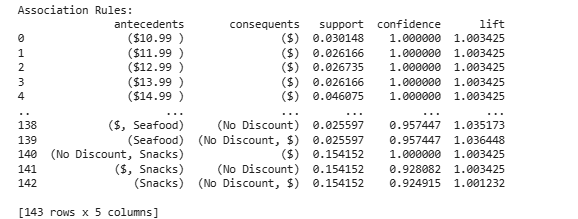 Association Rules:
antecedents consequents support confidence lift
0 ($10.99 ) ($) 0.030148 1.000000 1.003425
1 ($11.99 ) ($) 0.026166 1.000000 1.003425
2 ($12.99 ) ($) 0.026735 1.000000 1.003425
3 ($13.99 ) ($) 0.026166 1.000000 1.003425
4 ($14.99 ) ($) 0.046075 1.000000 1.003425
.. ... ... ... ... ...
138 ($, Seafood) (No Discount) 0.025597 0.957447 1.035173
139 (Seafood) (No Discount, $) 0.025597 0.957447 1.036448
140 (No Discount, Snacks) ($) 0.154152 1.000000 1.003425
141 ($, Snacks) (No Discount) 0.154152 0.928082 1.003425
142 (Snacks) (No Discount, $) 0.154152 0.924915 1.001232
[143 rows x 5 columns]